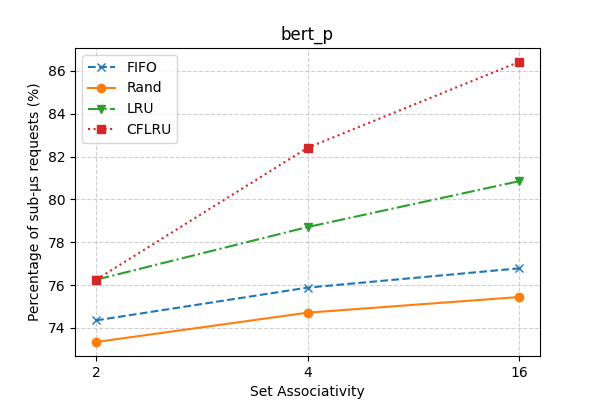 bert_p
FIFO
Rand
LRU
CFLRU
Percentage of sub-μs requests (%)
86
84
82
80
78
76
74
2
4
16
Set Associativity